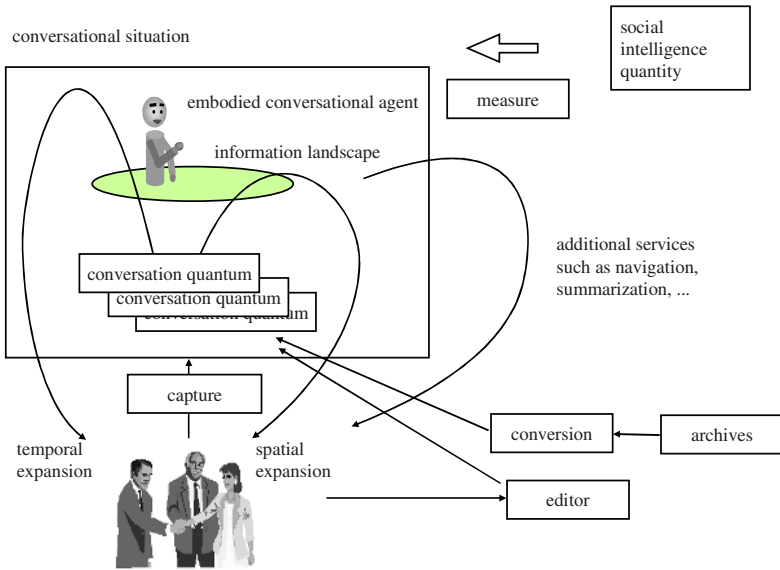 conversational situation
social
intelligence
quantity
measure
embodied conversational agent
information landscape
additional services
such as navigation,
summarization, ...
conversation quantum
conversation quantum
conversation quantum
capture
temporal
expansion
spatial
expansion
conversion
archives
editor